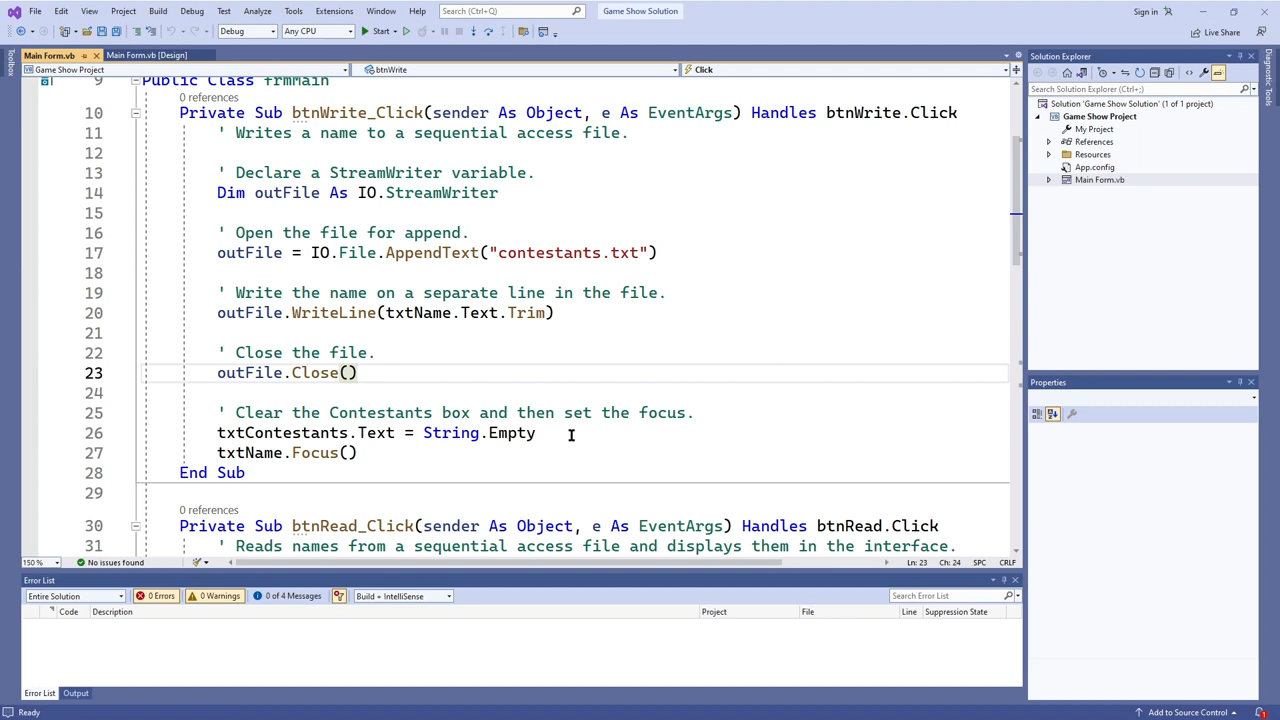 File Edit View Project Build Debug Test Analyze Tools Extensions Window Help Search (Ctrl+Q) Game Show Solution Sign in
Debug Any CPU Start Live Share
Main Form.vb Main Form.vb [Design]
Game Show Project btnWrite Click
9 Public Class frmMain
0 references
10 Private Sub btnWrite_Click(sender As Object, e As EventArgs) Handles btnWrite.Click
11 ' Writes a name to a sequential access file.
12
13 ' Declare a StreamWriter variable.
14 Dim outFile As IO.StreamWriter
15
16 ' Open the file for append.
17 outFile = IO.File.AppendText("contestants.txt")
18
19 ' Write the name on a separate line in the file.
20 outFile.WriteLine(txtName.Text.Trim)
21
22 ' Close the file.
23 outFile.Close()
24
25 ' Clear the Contestants box and then set the focus.
26 txtContestants.Text = String.Empty
27 txtName.Focus()
28 End Sub
29
0 references
30 Private Sub btnRead_Click(sender As Object, e As EventArgs) Handles btnRead.Click
31 ' Reads names from a sequential access file and displays them in the interface.
150 % No issues found Ln: 23 Ch: 24 SPC CRLF
Error List
Entire Solution 0 Errors 0 Warnings 0 of 4 Messages Build + IntelliSense Search Error List
Code Description Project File Line Suppression State
Error List Output
Ready Add to Source Control 1
Toolbox
Solution Explorer
Search Solution Explorer (Ctrl+;)
Solution 'Game Show Solution' (1 of 1 project)
VB Game Show Project
My Project
References
Resources
App.config
Main Form.vb
Properties
Diagnostic Tools